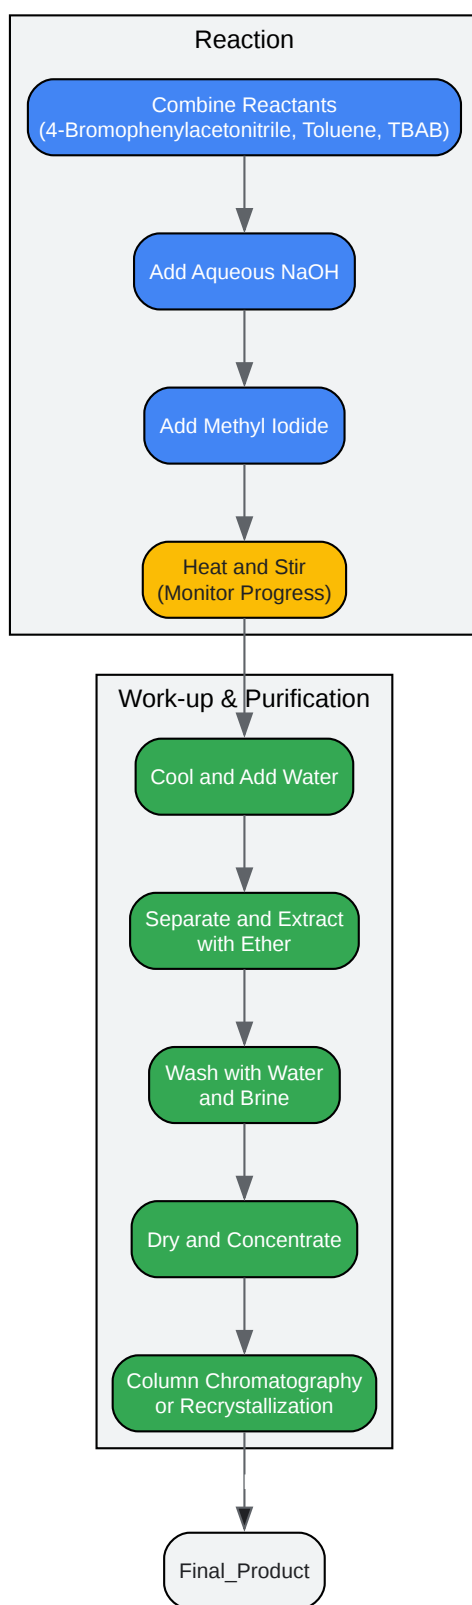 Reaction
Combine Reactants
(4-Bromophenylacetonitrile, Toluene, TBAB)
Add Aqueous NaOH
Add Methyl Iodide
Heat and Stir
(Monitor Progress)
Work-up & Purification
Cool and Add Water
Separate and Extract
with Ether
Wash with Water
and Brine
Dry and Concentrate
Column Chromatography
or Recrystallization
Final_Product